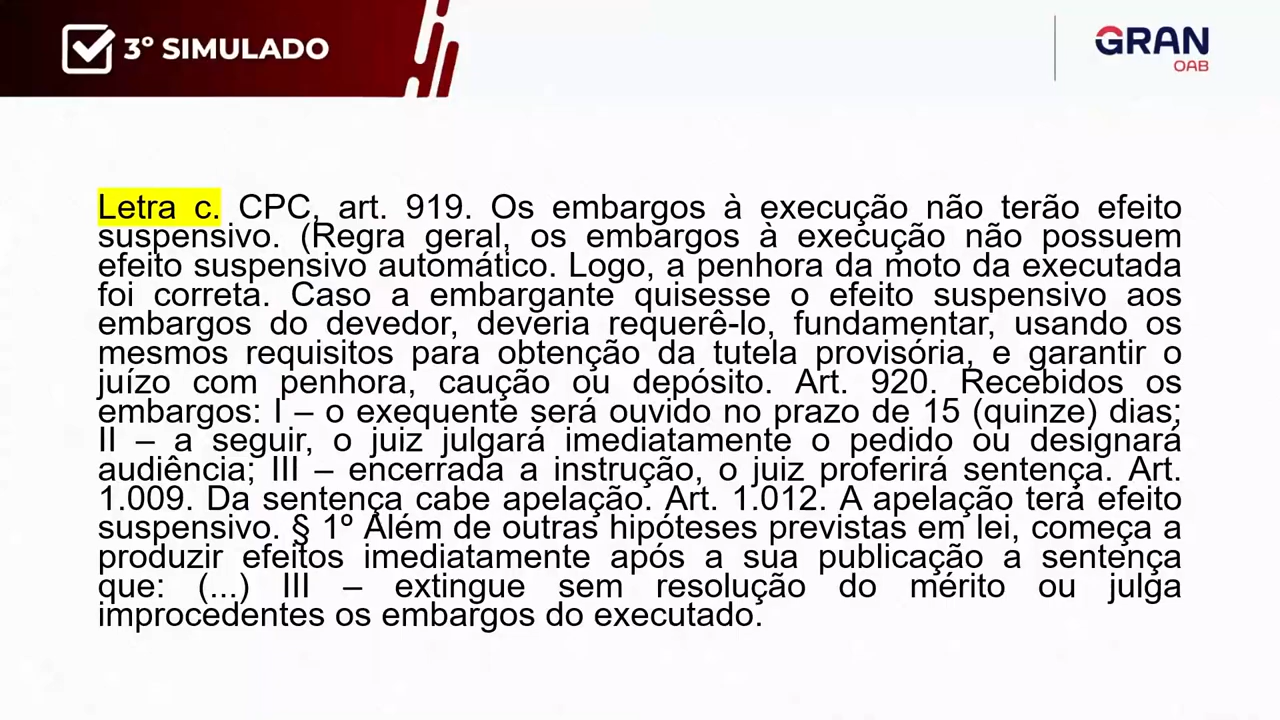 3º SIMULADO
GRAN
OAB
Letra c. CPC, art. 919. Os embargos à execução não terão efeito
suspensivo. (Regra geral, os embargos à execução não possuem
efeito suspensivo automático. Logo, a penhora da moto da executada
foi correta. Caso a embargante quisesse o efeito suspensivo aos
embargos do devedor, deveria requerê-lo, fundamentar, usando os
mesmos requisitos para obtenção da tutela provisória, e garantir o
juízo com penhora, caução ou depósito. Art. 920. Recebidos os
embargos: I – o exequente será ouvido no prazo de 15 (quinze) dias;
II – a seguir, o juiz julgará imediatamente o pedido ou designará
audiência; III – encerrada a instrução, o juiz proferirá sentença. Art.
1.009. Da sentença cabe apelação. Art. 1.012. A apelação terá efeito
suspensivo. § 1º Além de outras hipóteses previstas em lei, começa a
produzir efeitos imediatamente após a sua publicação a sentença
que: (...) III – extingue sem resolução do mérito ou julga
improcedentes os embargos do executado.